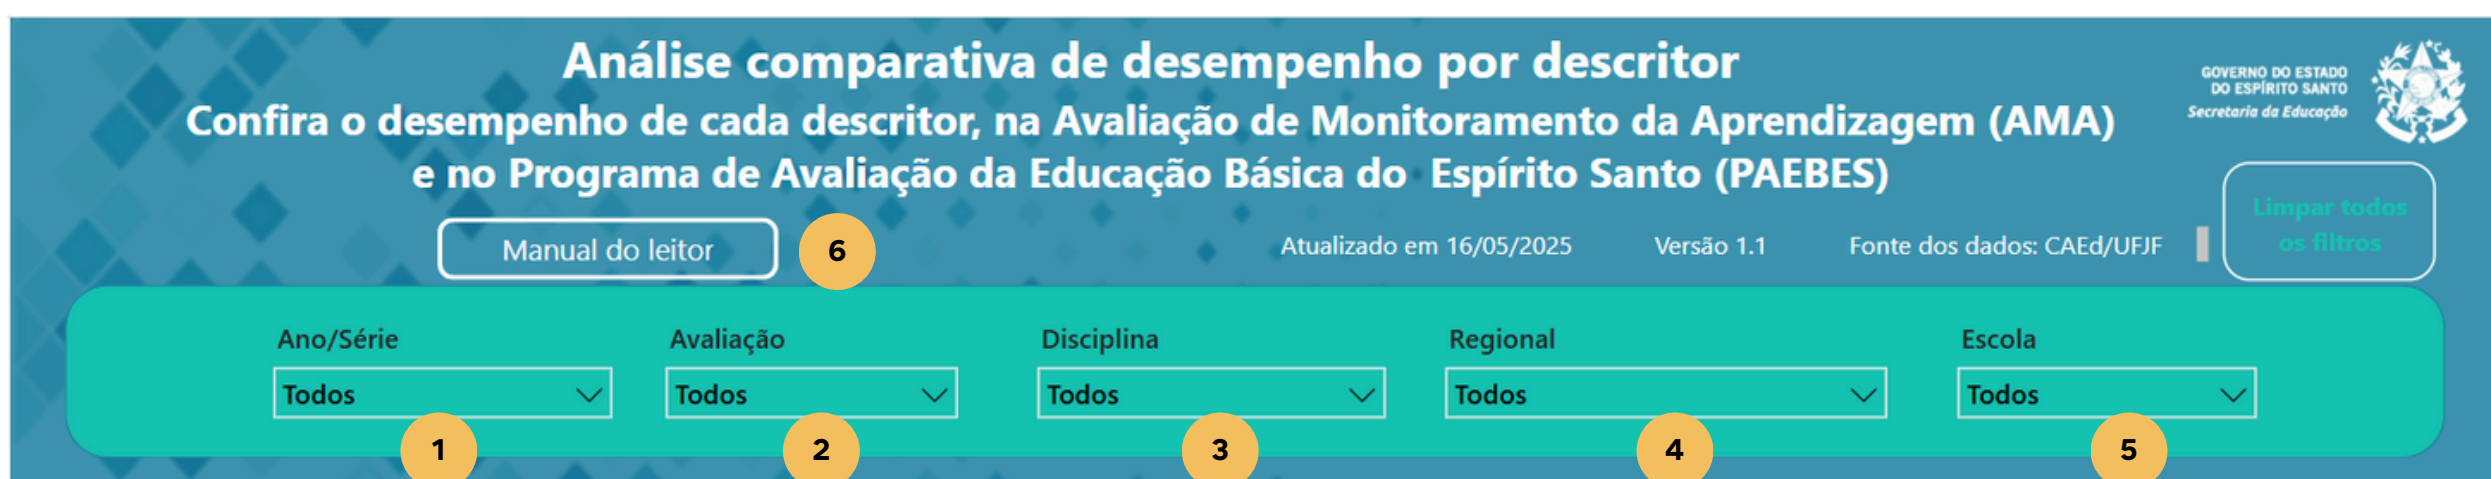 Análise comparativa de desempenho por descritor
Confira o desempenho de cada descritor, na Avaliação de Monitoramento da Aprendizagem (AMA)
e no Programa de Avaliação da Educação Básica do Espírito Santo (PAEBES)
GOVERNO DO ESTADO
DO ESPÍRITO SANTO
Secretaria da Educação
Manual do leitor
6
Atualizado em 16/05/2025
Versão 1.1
Fonte dos dados: CAEd/UFJF
Limpar todos
os filtros
Ano/Série
Avaliação
Disciplina
Regional
Escola
Todos
Todos
Todos
Todos
Todos
1
2
3
4
5